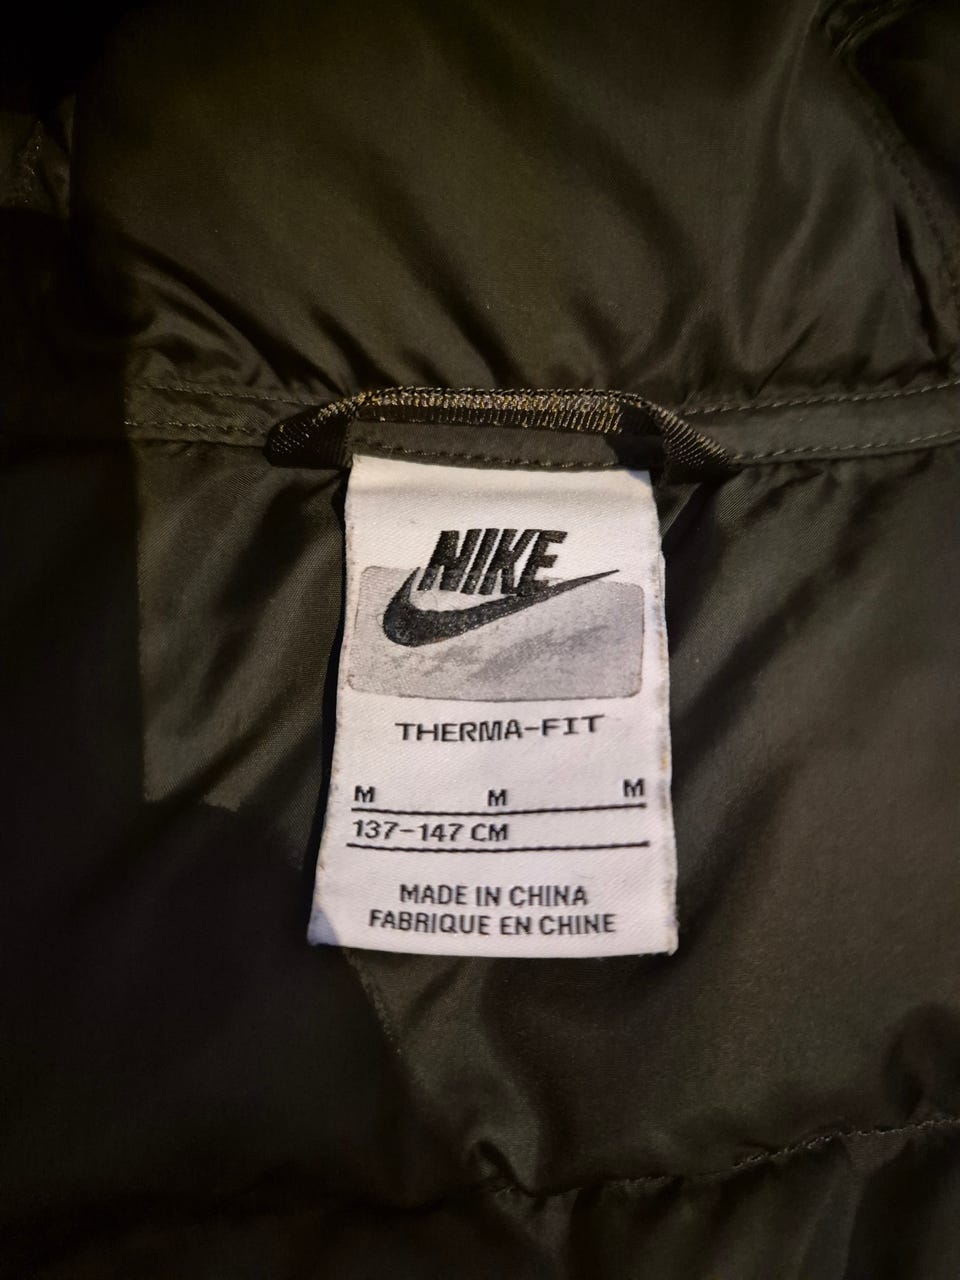 NIKE
THERMA-FIT
M M M
137-147 CM
MADE IN CHINA
FABRIQUE EN CHINE